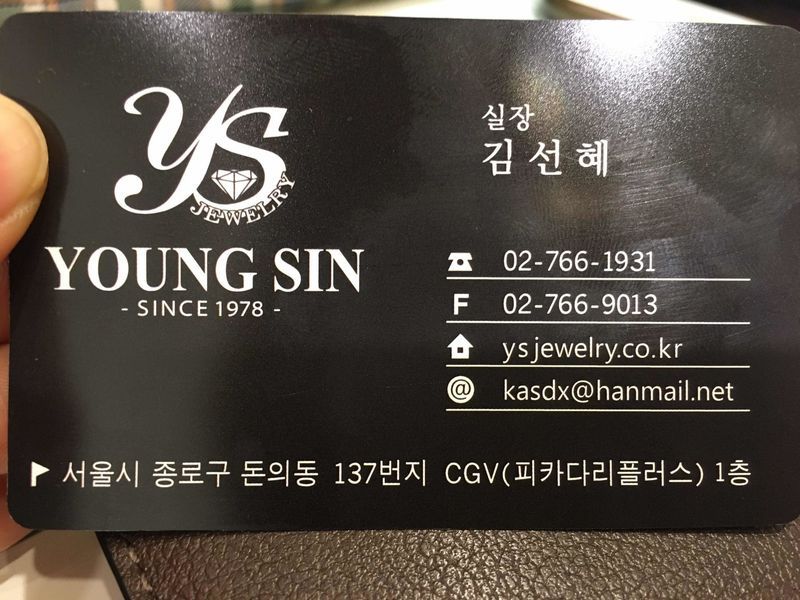 YS
JEWELRY
YOUNG SIN
- SINCE 1978 -
실장
김선혜
02-766-1931
F 02-766-9013
ysjewelry.co.kr
@ kasdx@hanmail.net
서울시 종로구 돈의동 137번지 CGV(피카다리플러스) 1층